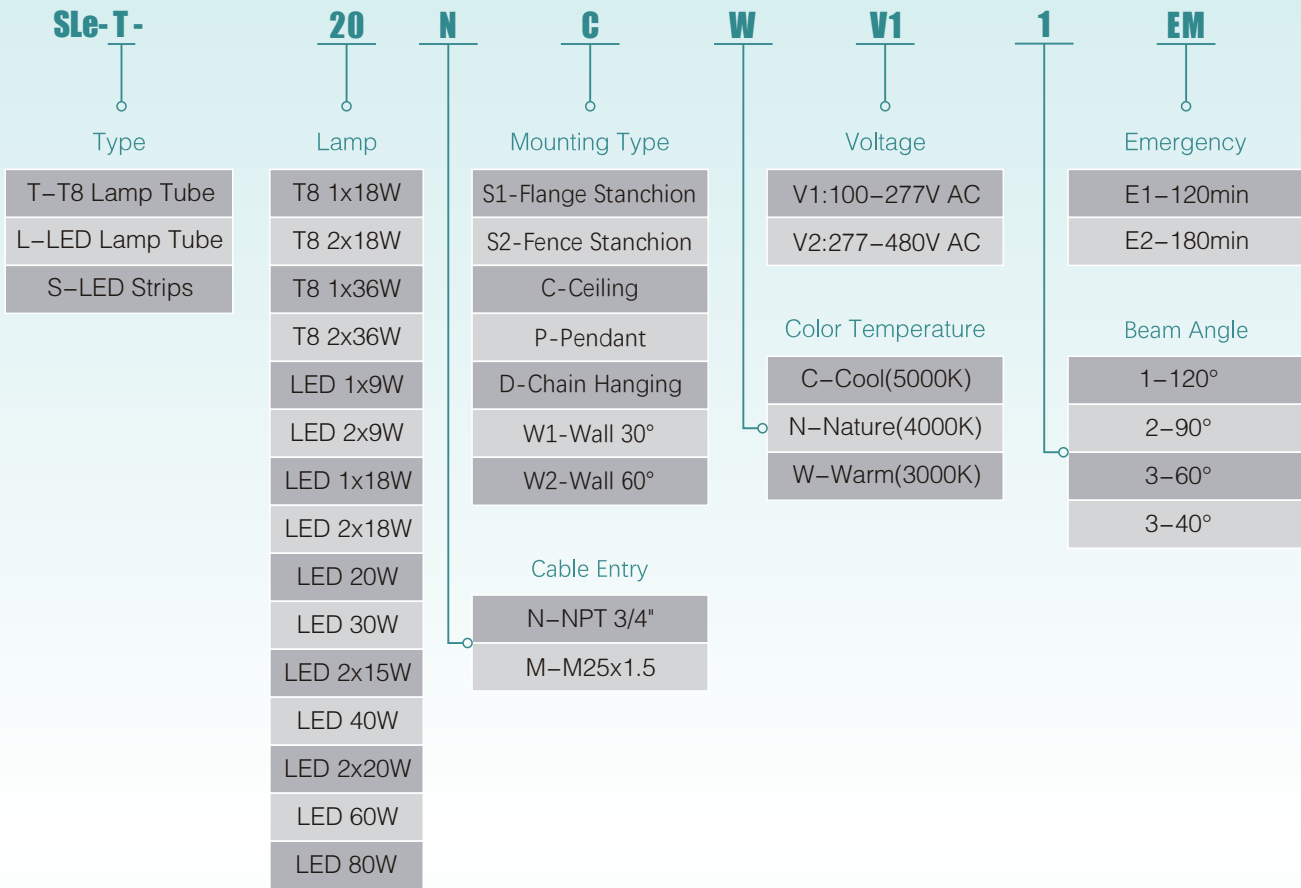 SLe- T - 20 N C W V1 1 EM
Type
T–T8 Lamp Tube
L–LED Lamp Tube
S–LED Strips
Lamp
T8 1x18W
T8 2x18W
T8 1x36W
T8 2x36W
LED 1x9W
LED 2x9W
LED 1x18W
LED 2x18W
LED 20W
LED 30W
LED 2x15W
LED 40W
LED 2x20W
LED 60W
LED 80W
Mounting Type
S1-Flange Stanchion
S2-Fence Stanchion
C-Ceiling
P-Pendant
D-Chain Hanging
W1-Wall 30°
W2-Wall 60°
Cable Entry
N–NPT 3/4"
M–M25x1.5
Voltage
V1:100–277V AC
V2:277–480V AC
Color Temperature
C–Cool(5000K)
N–Nature(4000K)
W–Warm(3000K)
Emergency
E1–120min
E2–180min
Beam Angle
1–120°
2–90°
3–60°
3–40°